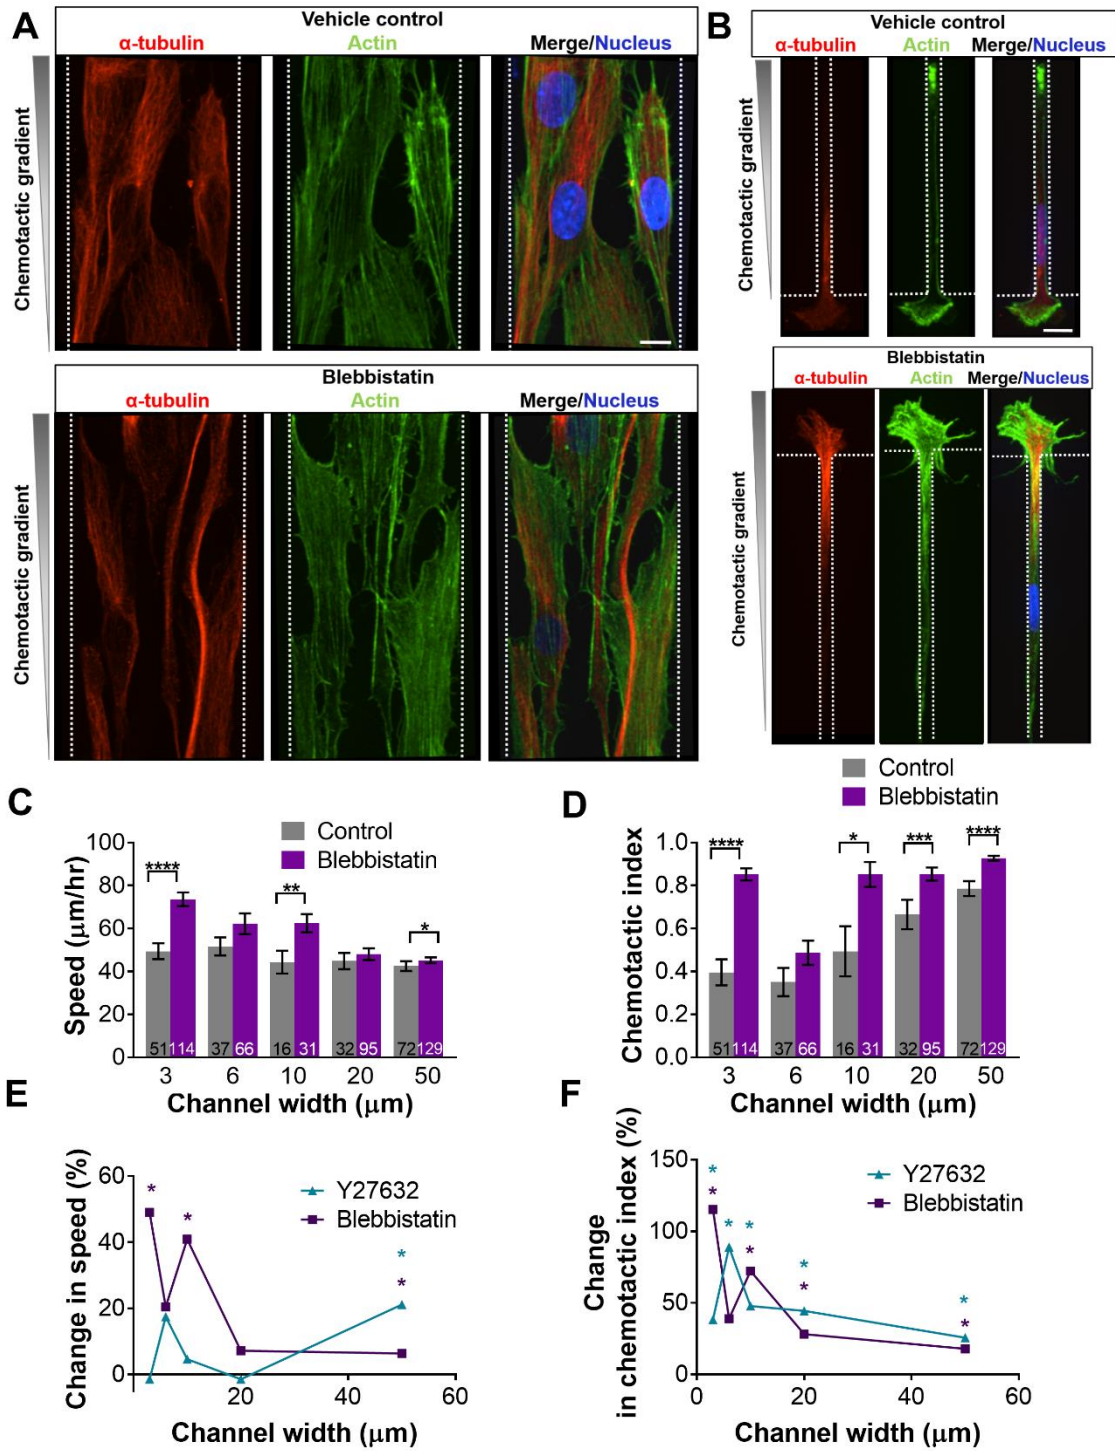 A
Vehicle control
α-tubulin Actin Merge/Nucleus
Chemotactic gradient
Blebbistatin
α-tubulin Actin Merge/Nucleus
Chemotactic gradient
B
Vehicle control
α-tubulin Actin Merge/Nucleus
Chemotactic gradient
Blebbistatin
α-tubulin Actin Merge/Nucleus
Chemotactic gradient
C
Control
Blebbistatin
Speed (μm/hr)
100
80
60
40
20
0
**** ** *
51 114 37 66 16 31 32 95 72 129
3 6 10 20 50
Channel width (μm)
D
Control
Blebbistatin
Chemotactic index
1.0
0.8
0.6
0.4
0.2
0
**** * *** ****
51 114 37 66 16 31 32 95 72 129
3 6 10 20 50
Channel width (μm)
E
Change in speed (%)
60
40
20
0
Y27632
Blebbistatin
* * * *
20 40 60
Channel width (μm)
F
Change
in chemotactic index (%)
150
100
50
0
Y27632
Blebbistatin
* * * * * * * * *
0 20 40 60
Channel width (μm)